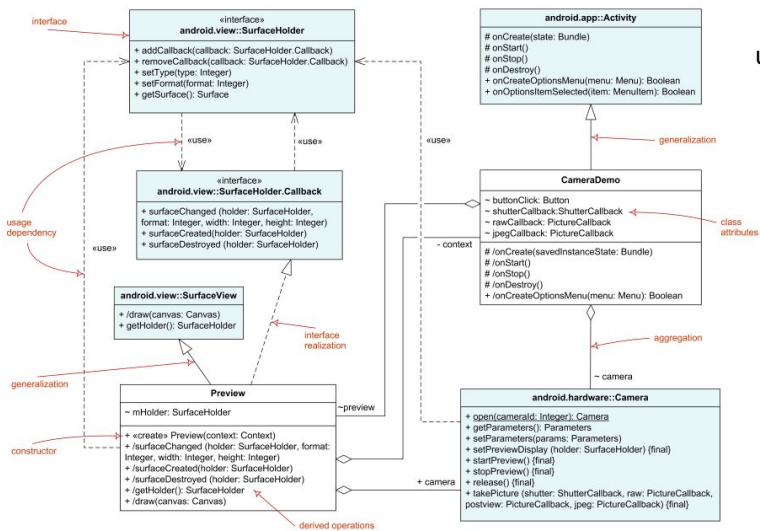 interface
«interface»
android.view::SurfaceHolder
+ addCallback(callback: SurfaceHolder.Callback)
+ removeCallback(callback: SurfaceHolder.Callback)
+ setType(type: Integer)
+ setFormat(format: Integer)
+ getSurface(): Surface
android.app::Activity
# onCreate(state: Bundle)
# onStart()
# onStop()
# onDestroy()
+ onCreateOptionsMenu(menu: Menu): Boolean
+ onOptionsItemSelected(item: MenuItem): Boolean
«use»
«use»
«use»
generalization
«interface»
android.view::SurfaceHolder.Callback
+ surfaceChanged (holder: SurfaceHolder,
format: Integer, width: Integer, height: Integer)
+ surfaceCreated(holder: SurfaceHolder)
+ surfaceDestroyed (holder: SurfaceHolder)
CameraDemo
~ buttonClick: Button
~ shutterCallback:ShutterCallback
~ rawCallback: PictureCallback
~ jpegCallback: PictureCallback
# /onCreate(savedInstanceState: Bundle)
# /onStart()
# /onStop()
# /onDestroy()
+ /onCreateOptionsMenu(menu: Menu): Boolean
class
attributes
usage
dependency
«use»
- context
android.view::SurfaceView
+ /draw(canvas: Canvas)
+ getHolder(): SurfaceHolder
interface
realization
aggregation
generalization
~ camera
Preview
~ mHolder: SurfaceHolder
+ «create» Preview(context: Context)
+ /surfaceChanged (holder: SurfaceHolder, format:
Integer, width: Integer, height: Integer)
+ /surfaceCreated(holder: SurfaceHolder)
+ /surfaceDestroyed (holder: SurfaceHolder)
+ /getHolder(): SurfaceHolder
+ /draw(canvas: Canvas)
~preview
constructor
android.hardware::Camera
+ open(cameraId: Integer): Camera
+ getParameters(): Parameters
+ setParameters(params: Parameters)
+ setPreviewDisplay (holder: SurfaceHolder) {final}
+ startPreview() {final}
+ stopPreview() {final}
+ release() {final}
+ takePicture (shutter: ShutterCallback, raw: PictureCallback,
postview: PictureCallback, jpeg: PictureCallback) {final}
+ camera
derived operations